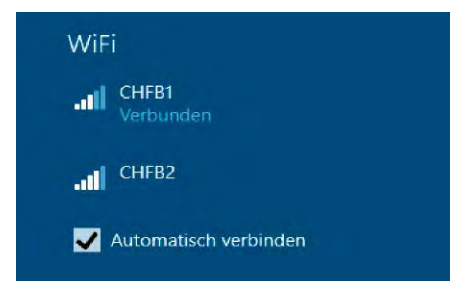 WiFi
CHFB1
Verbunden
CHFB2
Automatisch verbinden